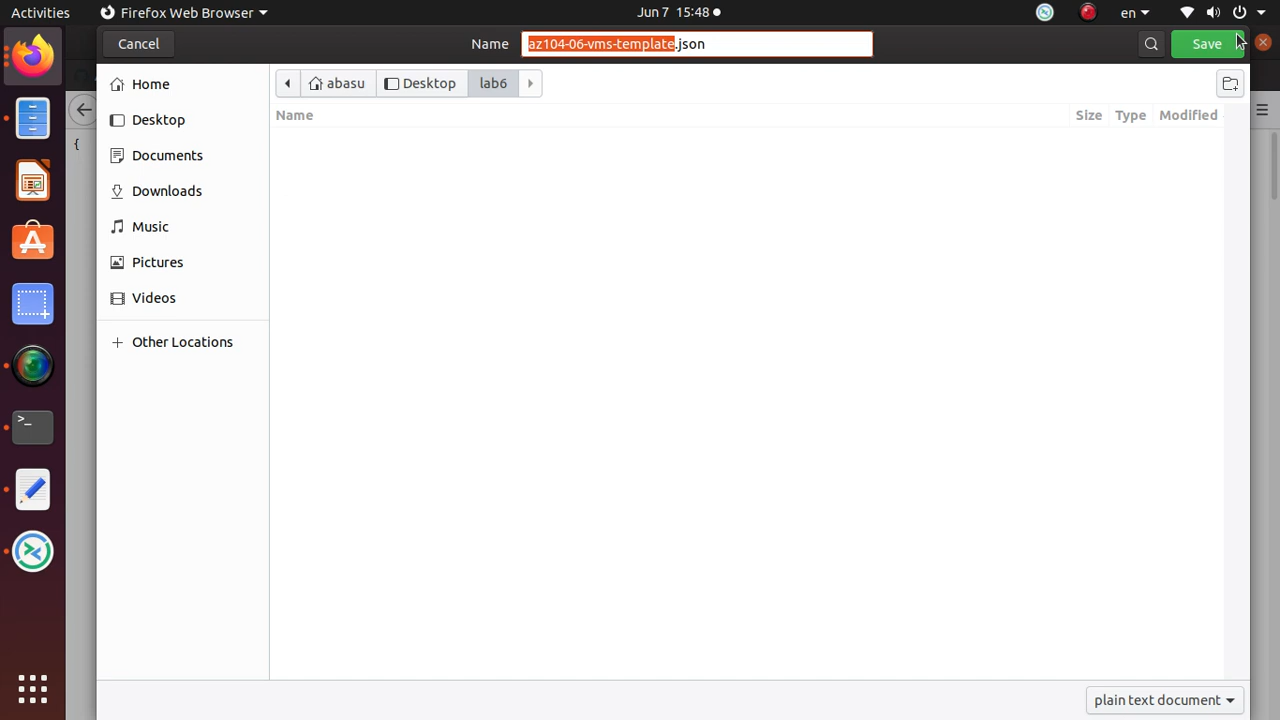 Activities
Firefox Web Browser
Jun 7 15:48
en
Cancel
Name
az104-06-vms-template.json
Save
Home
Desktop
Documents
Downloads
Music
Pictures
Videos
Other Locations
abasu
Desktop
lab6
Name
Size
Type
Modified
{
>_
plain text document